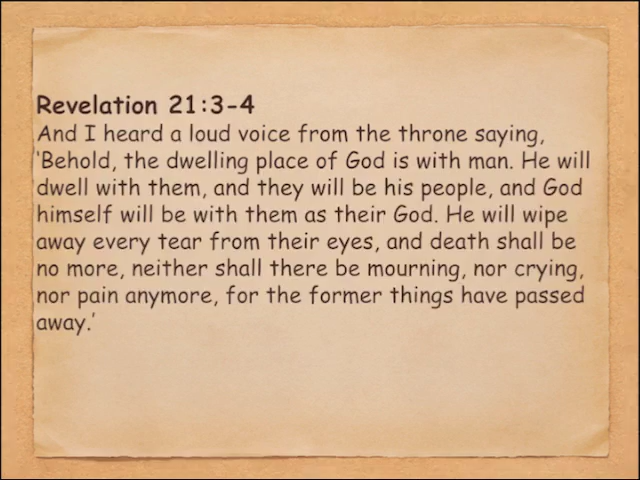 Revelation 21:3-4
And I heard a loud voice from the throne saying,
'Behold, the dwelling place of God is with man. He will
dwell with them, and they will be his people, and God
himself will be with them as their God. He will wipe
away every tear from their eyes, and death shall be
no more, neither shall there be mourning, nor crying,
nor pain anymore, for the former things have passed
away.'